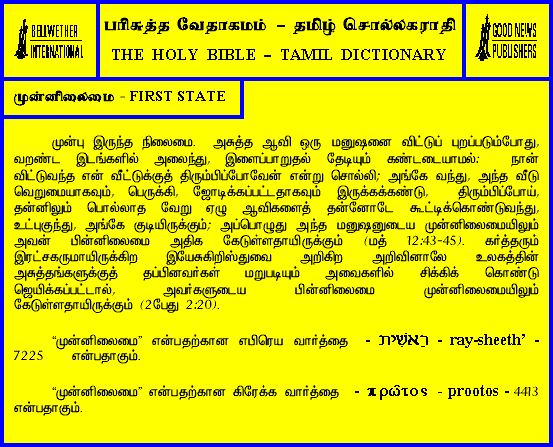 BELLWETHER
INTERNATIONAL
பரிசுத்த வேதாகமம் – தமிழ் சொல்லகராதி
THE HOLY BIBLE – TAMIL DICTIONARY
GOOD NEWS
PUBLISHERS
முன்னிலைமை - FIRST STATE
முன்பு இருந்த நிலைமை. அசுத்த ஆவி ஒரு மனுஷனை விட்டுப் புறப்படும்போது,
வறண்ட இடங்களில் அலைந்து, இளைப்பாறுதல் தேடியும் கண்டடையாமல்: நான்
விட்டுவந்த என் வீட்டுக்குத் திரும்பிப்போவேன் என்று சொல்லி; அங்கே வந்து, அந்த வீடு
வெறுமையாகவும், பெருக்கி, ஜோடிக்கப்பட்டதாகவும் இருக்கக்கண்டு, திரும்பிப்போய்,
தன்னிலும் பொல்லாத வேறு ஏழு ஆவிகளைத் தன்னோடே கூட்டிக்கொண்டுவந்து,
உட்புகுந்து, அங்கே குடியிருக்கும்; அப்பொழுது அந்த மனுஷனுடைய முன்னிலைமையிலும்
அவன் பின்னிலைமை அதிக கேடுள்ளதாயிருக்கும் (மத் 12:43-45). கர்த்தரும்
இரட்சகருமாயிருக்கிற இயேசுகிறிஸ்துவை அறிகிற அறிவினாலே உலகத்தின்
அசுத்தங்களுக்குத் தப்பினவர்கள் மறுபடியும் அவைகளில் சிக்கிக் கொண்டு
ஜெயிக்கப்பட்டால், அவர்களுடைய பின்னிலைமை முன்னிலைமையிலும்
கேடுள்ளதாயிருக்கும் (2பேது 2:20).
“முன்னிலைமை” என்பதற்கான எபிரெய வார்த்தை - רֵאשִׁית - ray-sheeth’ -
7225 என்பதாகும்.
“முன்னிலைமை” என்பதற்கான கிரேக்க வார்த்தை - πρῶτος - prootos - 4413
என்பதாகும்.